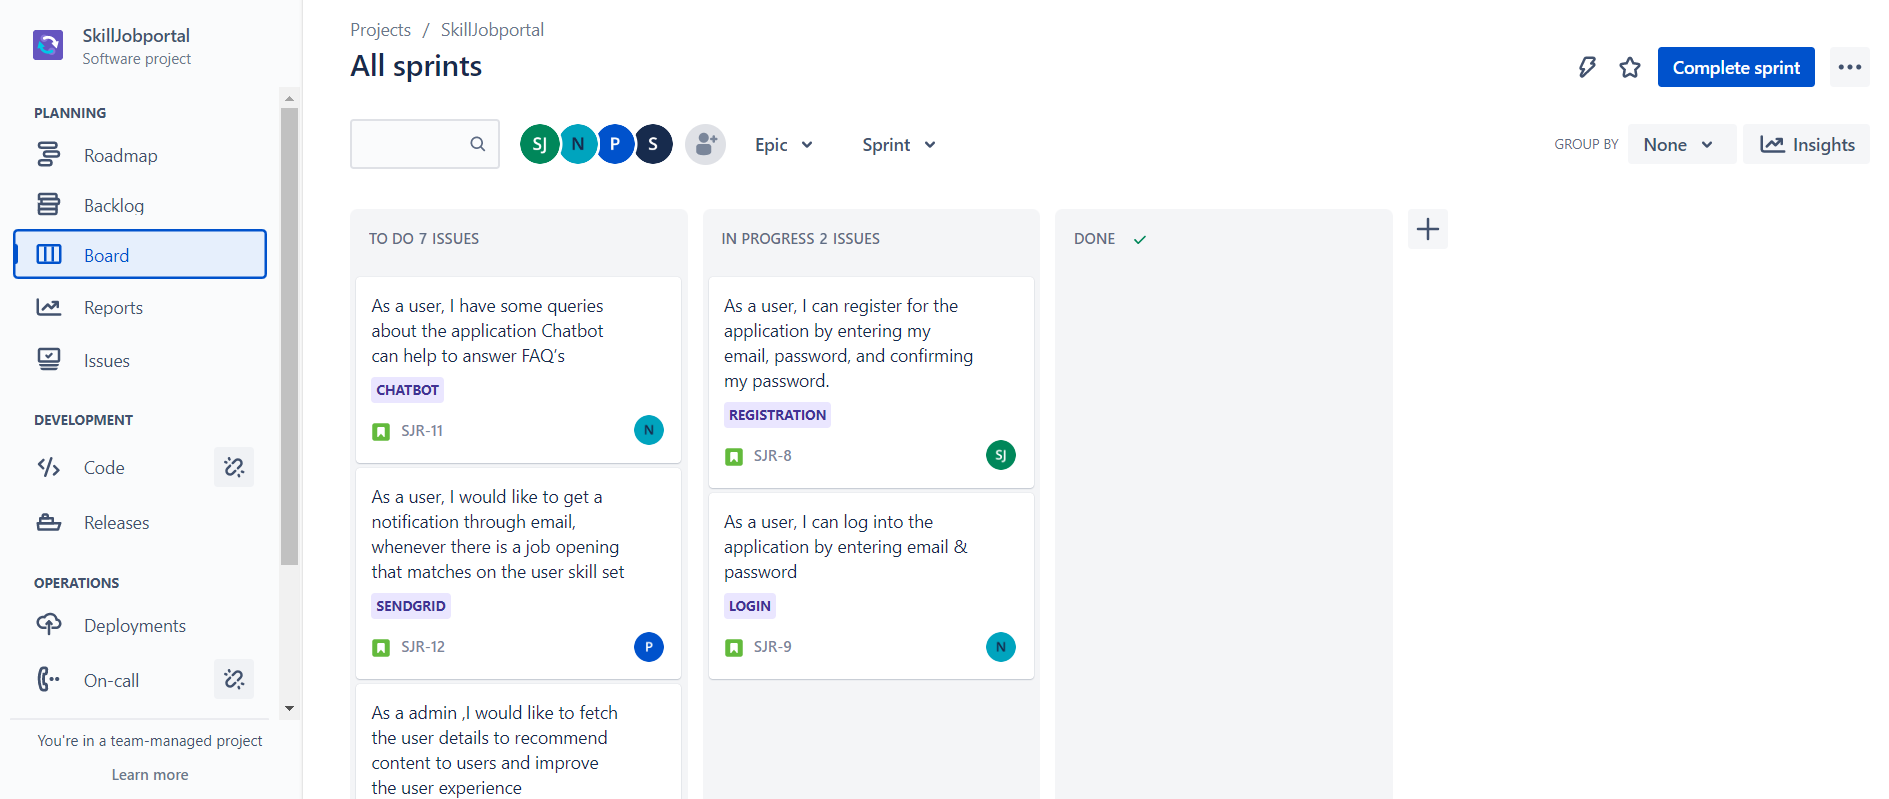 SkillJobportal
Software project
PLANNING
Roadmap
Backlog
Board
Reports
Issues
DEVELOPMENT
Code
Releases
OPERATIONS
Deployments
On-call
You're in a team-managed project
Learn more
Projects / SkillJobportal
All sprints
Complete sprint
SJ N P S
Epic
Sprint
GROUP BY None
Insights
TO DO 7 ISSUES
As a user, I have some queries
about the application Chatbot
can help to answer FAQ’s
CHATBOT
SJR-11 N
As a user, I would like to get a
notification through email,
whenever there is a job opening
that matches on the user skill set
SENDGRID
SJR-12 P
As a admin ,I would like to fetch
the user details to recommend
content to users and improve
the user experience
IN PROGRESS 2 ISSUES
As a user, I can register for the
application by entering my
email, password, and confirming
my password.
REGISTRATION
SJR-8 SJ
As a user, I can log into the
application by entering email &
password
LOGIN
SJR-9 N
DONE